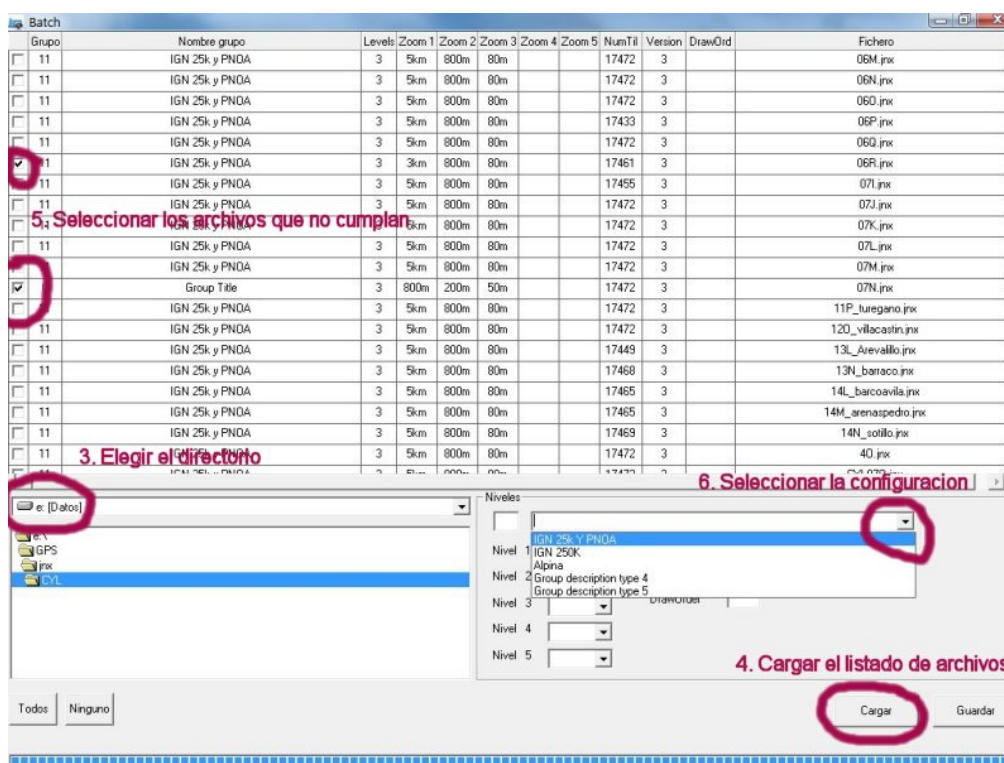 Batch
Grupo Nombre grupo Levels Zoom 1 Zoom 2 Zoom 3 Zoom 4 Zoom 5 NumTil Version DrawOrd Fichero
11 IGN 25k y PNOA 3 5km 800m 80m 17472 3 06M.jnx
11 IGN 25k y PNOA 3 5km 800m 80m 17472 3 06N.jnx
11 IGN 25k y PNOA 3 5km 800m 80m 17472 3 06O.jnx
11 IGN 25k y PNOA 3 5km 800m 80m 17433 3 06P.jnx
11 IGN 25k y PNOA 3 5km 800m 80m 17472 3 06Q.jnx
11 IGN 25k y PNOA 3 3km 800m 80m 17461 3 06R.jnx
11 IGN 25k y PNOA 3 5km 800m 80m 17455 3 07I.jnx
11 IGN 25k y PNOA 3 5km 800m 80m 17472 3 07J.jnx
5. Seleccionar los archivos que no cumplan
11 IGN 25k y PNOA 5km 800m 80m 17472 3 07K.jnx
11 IGN 25k y PNOA 3 5km 800m 80m 17472 3 07L.jnx
IGN 25k y PNOA 3 5km 800m 80m 17472 3 07M.jnx
Group Title 3 800m 200m 50m 17472 3 07N.jnx
IGN 25k y PNOA 3 5km 800m 80m 17472 3 11P_turegano.jnx
11 IGN 25k y PNOA 3 5km 800m 80m 17472 3 12O_villacastin.jnx
11 IGN 25k y PNOA 3 5km 800m 80m 17449 3 13L_Arevalillo.jnx
11 IGN 25k y PNOA 3 5km 800m 80m 17468 3 13N_barraco.jnx
11 IGN 25k y PNOA 3 5km 800m 80m 17465 3 14L_barcoavila.jnx
11 IGN 25k y PNOA 3 5km 800m 80m 17465 3 14M_arenaspedro.jnx
11 IGN 25k y PNOA 3 5km 800m 80m 17469 3 14N_sotillo.jnx
11 IGN 25k y PNOA 3 5km 800m 80m 17472 3 40.jnx
3. Elegir el directorio
6. Seleccionar la configuracion
e: [Datos]
Niveles
e:\
GPS
jnx
CYL
IGN 25k Y PNOA
IGN 250K
Alpina
Group description type 4
Group description type 5
Nivel 1
Nivel 2
Nivel 3 DrawOrder
Nivel 4
Nivel 5
4. Cargar el listado de archivos
Todos Ninguno Cargar Guardar